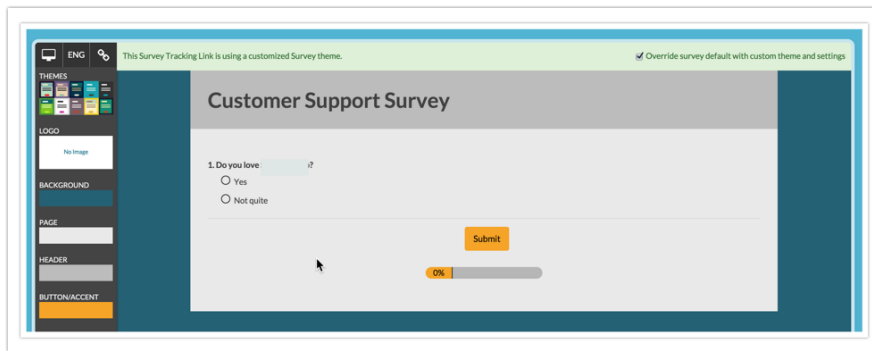 ENG
This Survey Tracking Link is using a customized Survey theme.
Override survey default with custom theme and settings
THEMES
LOGO
No Image
BACKGROUND
PAGE
HEADER
BUTTON/ACCENT
Customer Support Survey
1. Do you love ?
Yes
Not quite
Submit
0%